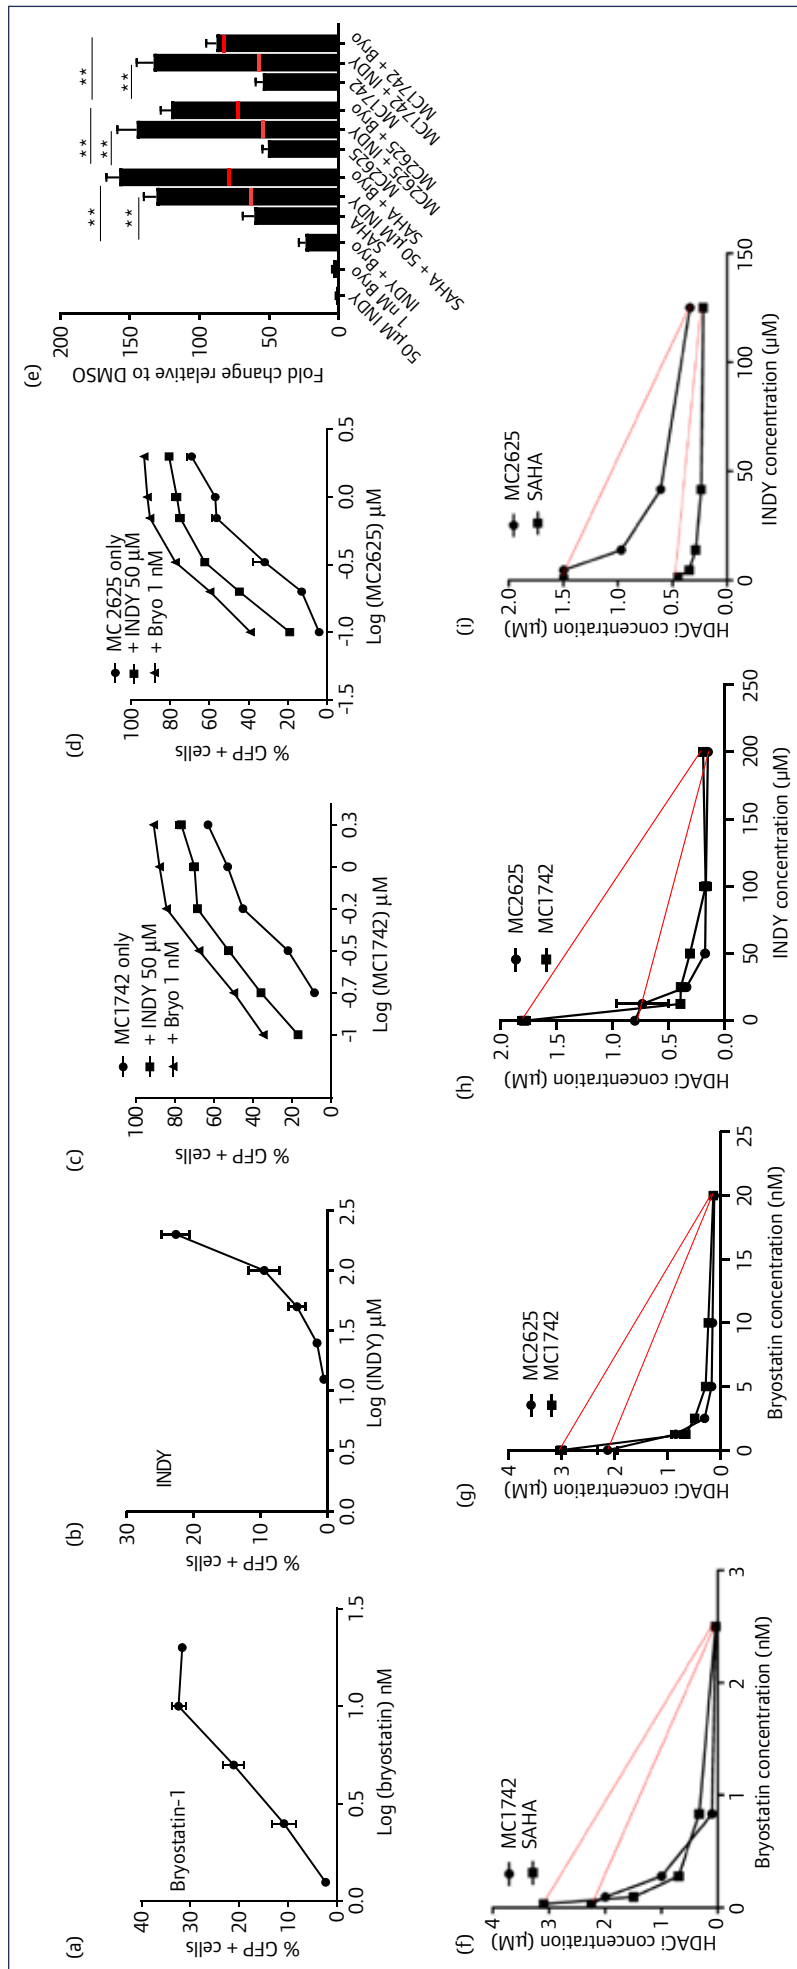 (a)
Bryostatin-1
% GFP + cells
40
30
20
10
0
0.0 0.5 1.0 1.5
Log (bryostatin) nM
(b)
INDY
% GFP + cells
30
20
10
0
0.0 0.5 1.0 1.5 2.0 2.5
Log (INDY) µM
(c)
MC1742 only
+ INDY 50 µM
+ Bryo 1 nM
% GFP + cells
100
80
60
40
20
0
-1 -0.7 -0.5 -0.2 0 0.3
Log (MC1742) µM
(d)
MC 2625 only
+ INDY 50 µM
+ Bryo 1 nM
% GFP + cells
100
80
60
40
20
0
-1.5 -1.0 -0.5 0.0 0.5
Log (MC2625) µM
(e)
Fold change relative to DMSO
200
150
100
50
0
** ** ** ** ** **
50 µM INDY
1 nM Bryo
INDY + Bryo
SAHA
SAHA + 50 µM INDY
SAHA + Bryo
MC2625
MC2625 + INDY
MC2625 + Bryo
MC1742
MC1742 + INDY
MC1742 + Bryo
(f)
MC1742
SAHA
HDACi concentration (µM)
4
3
2
1
0
0 1 2 3
Bryostatin concentration (nM)
(g)
MC2625
MC1742
HDACi concentration (µM)
4
3
2
1
0
0 5 10 15 20 25
Bryostatin concentration (nM)
(h)
MC2625
MC1742
HDACi concentration (µM)
2.0
1.5
1.0
0.5
0.0
0 50 100 150 200 250
INDY concentration (µM)
(i)
MC2625
SAHA
HDACi concentration (µM)
2.0
1.5
1.0
0.5
0.0
0 50 100 150
INDY concentration (µM)